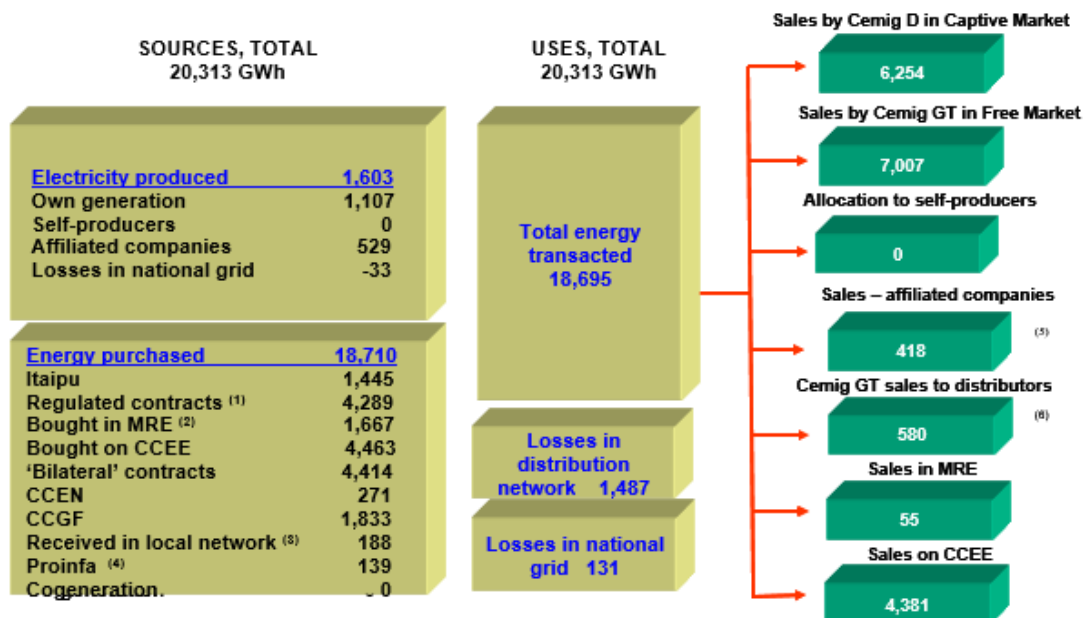 SOURCES, TOTAL
20,313 GWh
Electricity produced 1,603
Own generation 1,107
Self-producers 0
Affiliated companies 529
Losses in national grid -33
Energy purchased 18,710
Itaipu 1,445
Regulated contracts (1) 4,289
Bought in MRE (2) 1,667
Bought on CCEE 4,463
‘Bilateral’ contracts 4,414
CCEN 271
CCGF 1,833
Received in local network (3) 188
Proinfa (4) 139
Cogeneration. - 0
USES, TOTAL
20,313 GWh
Total energy
transacted
18,695
Losses in
distribution
network 1,487
Losses in national
grid 131
Sales by Cemig D in Captive Market
6,254
Sales by Cemig GT in Free Market
7,007
Allocation to self-producers
0
Sales – affiliated companies
418 (5)
Cemig GT sales to distributors
580 (6)
Sales in MRE
55
Sales on CCEE
4,381